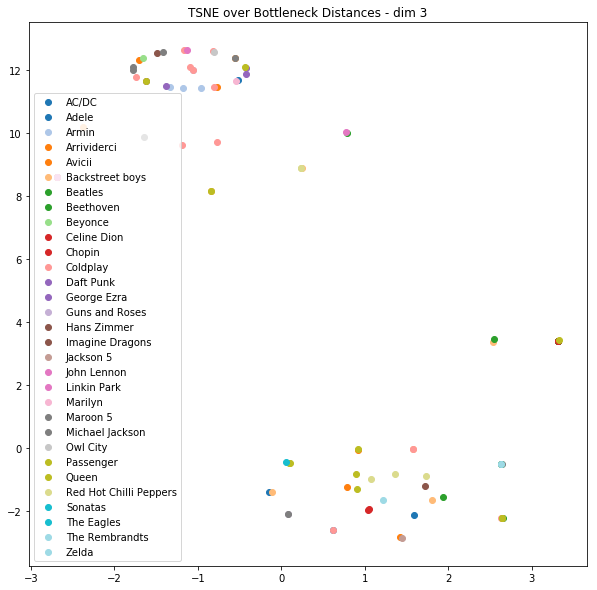 TSNE over Bottleneck Distances - dim 3
12
10
8
6
4
2
0
−2
−3
−2
−1
0
1
2
3
AC/DC
Adele
Armin
Arrividerci
Avicii
Backstreet boys
Beatles
Beethoven
Beyonce
Celine Dion
Chopin
Coldplay
Daft Punk
George Ezra
Guns and Roses
Hans Zimmer
Imagine Dragons
Jackson 5
John Lennon
Linkin Park
Marilyn
Maroon 5
Michael Jackson
Owl City
Passenger
Queen
Red Hot Chilli Peppers
Sonatas
The Eagles
The Rembrandts
Zelda